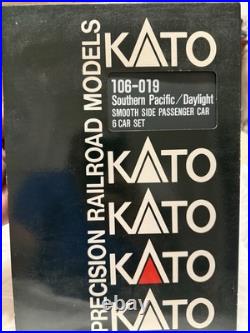 PRECISION RAILROAD MODELS
KATO
106-019
Southern Pacific/Daylight
SMOOTH SIDE PASSENGER CAR
6 CAR SET
KATO
KATO
KATO
KATO